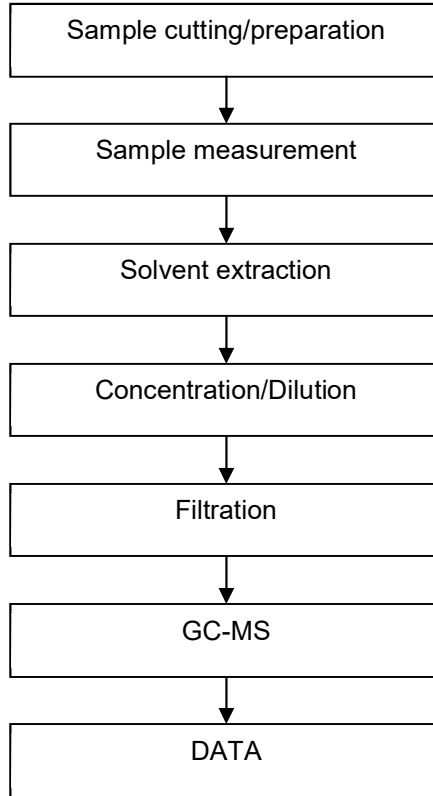 Sample cutting/preparation
Sample measurement
Solvent extraction
Concentration/Dilution
Filtration
GC-MS
DATA